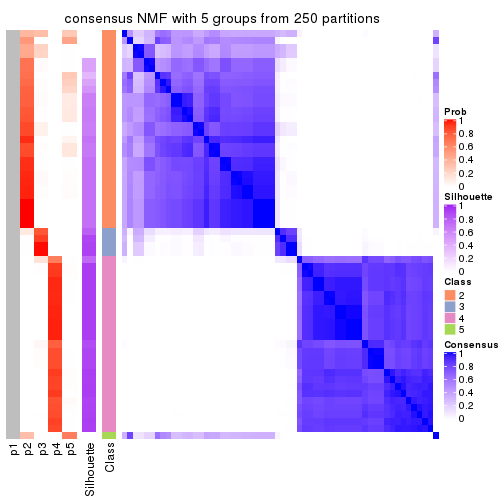 consensus NMF with 5 groups from 250 partitions
Prob
1
0.8
0.6
0.4
0.2
0
Silhouette
1
0.8
0.6
0.4
0.2
0
Class
2
3
4
5
Consensus
1
0.8
0.6
0.4
0.2
0
p1
p2
p3
p4
p5
Silhouette
Class